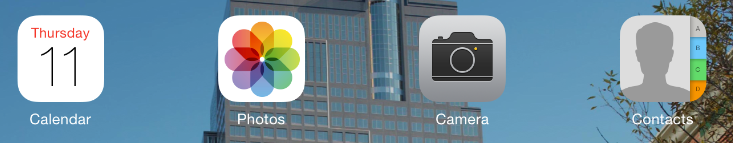 Thursday
11
A
B
C
D
Calendar
Photos
Camera
Contacts